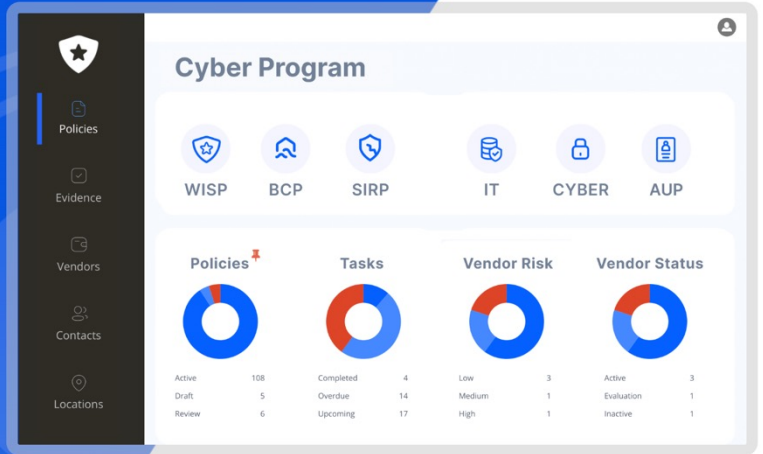 Cyber Program
Policies
Evidence
Vendors
Contacts
Locations
WISP BCP SIRP IT CYBER AUP
Policies Tasks Vendor Risk Vendor Status
Active 108 Completed 4 Low 3 Active 3
Draft 5 Overdue 14 Medium 1 Evaluation 1
Review 6 Upcoming 17 High 1 Inactive 1